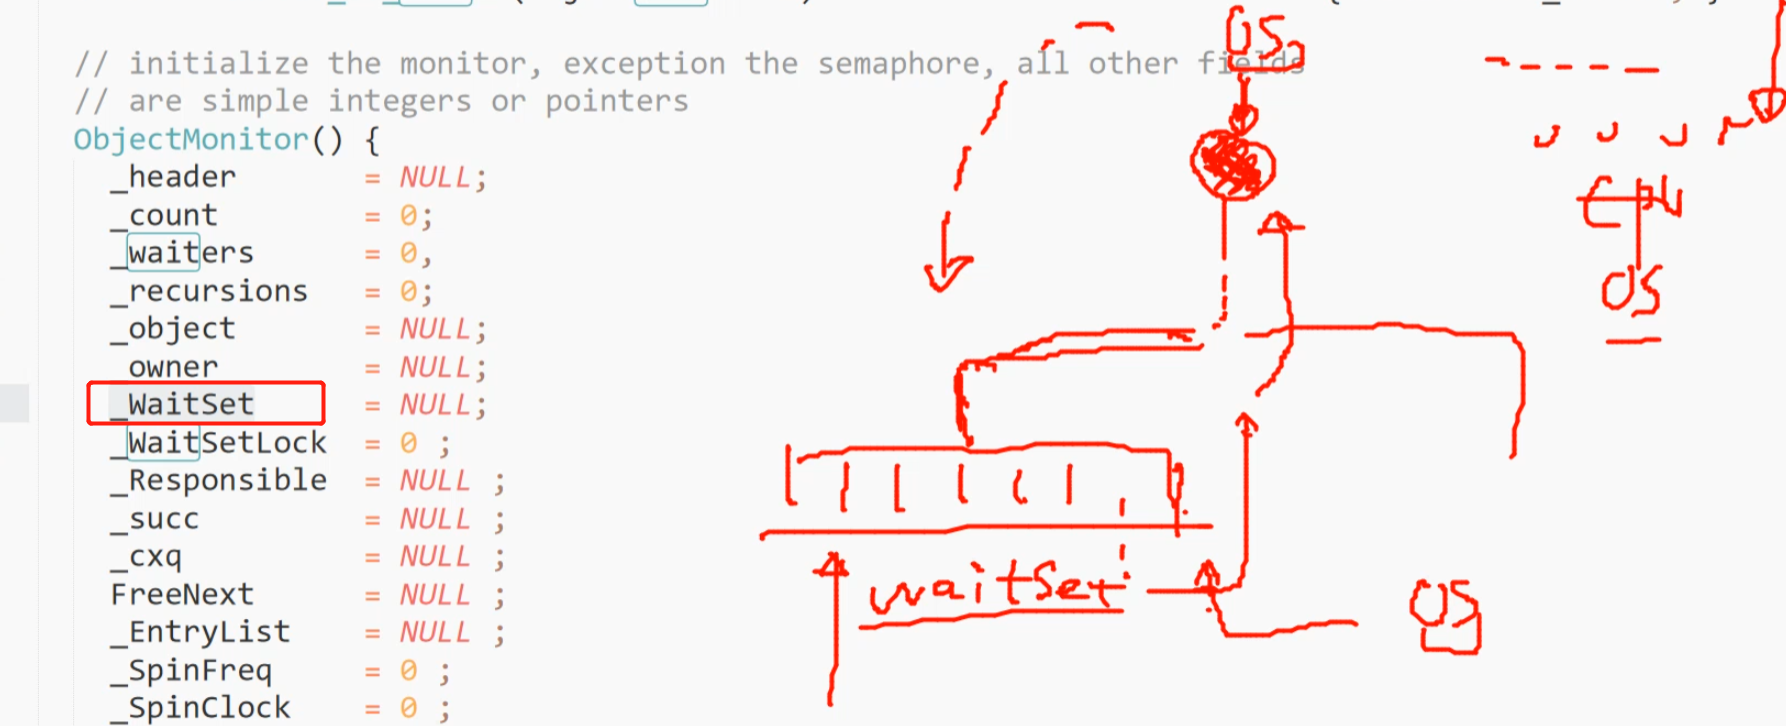 // initialize the monitor, exception the semaphore, all other fields
// are simple integers or pointers
ObjectMonitor() {
_header = NULL;
_count = 0;
_waiters = 0,
_recursions = 0;
_object = NULL;
_owner = NULL;
_WaitSet = NULL;
_WaitSetLock = 0 ;
_Responsible = NULL ;
_succ = NULL ;
_cxq = NULL ;
FreeNext = NULL ;
_EntryList = NULL ;
_SpinFreq = 0 ;
_SpinClock = 0 ;
OS
CPU
OS
waitSet
OS